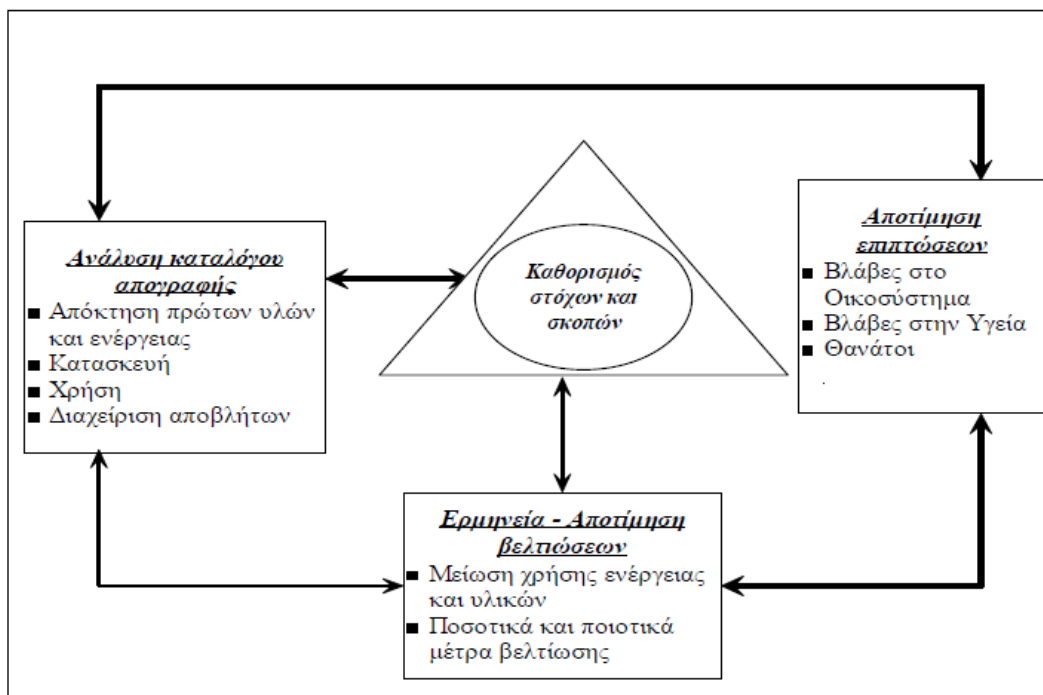 Ανάλυση καταλόγου
απογραφής
▪ Απόκτηση πρώτων υλών
και ενέργειας
▪ Κατασκευή
▪ Χρήση
▪ Διαχείριση αποβλήτων
Καθορισμός
στόχων και
σκοπών
Αποτίμηση
επιπτώσεων
▪ Βλάβες στο
Οικοσύστημα
▪ Βλάβες στην Υγεία
▪ Θανάτοι
.
Ερμηνεία - Αποτίμηση
βελτιώσεων
▪ Μείωση χρήσης ενέργειας
και υλικών
▪ Ποσοτικά και ποιοτικά
μέτρα βελτίωσης